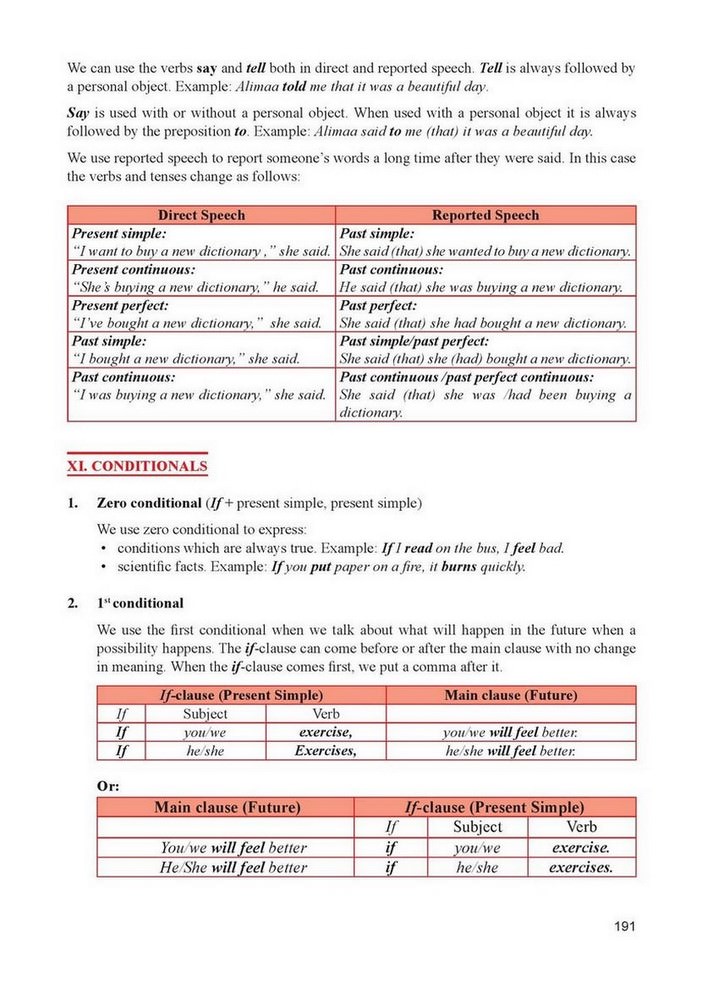 We can use the verbs say and tell both in direct and reported speech. Tell is always followed by
a personal object. Example: Alimaa told me that it was a beautiful day.
Say is used with or without a personal object. When used with a personal object it is always
followed by the preposition to. Example: Alimaa said to me (that) it was a beautiful day.
We use reported speech to report someone's words a long time after they were said. In this case
the verbs and tenses change as follows:
Direct Speech Reported Speech
Present simple: Past simple:
"I want to buy a new dictionary ," she said. She said (that) she wanted to buy a new dictionary.
Present continuous: Past continuous:
"She's buying a new dictionary," he said. He said (that) she was buying a new dictionary.
Present perfect: Past perfect:
"I've bought a new dictionary," she said. She said (that) she had bought a new dictionary.
Past simple: Past simple/past perfect:
"I bought a new dictionary," she said. She said (that) she (had) bought a new dictionary.
Past continuous: Past continuous /past perfect continuous:
"I was buying a new dictionary," she said. She said (that) she was /had been buying a
dictionary.
XI. CONDITIONALS
1. Zero conditional (If + present simple, present simple)
We use zero conditional to express:
• conditions which are always true. Example: If I read on the bus, I feel bad.
• scientific facts. Example: If you put paper on a fire, it burns quickly.
2. 1st conditional
We use the first conditional when we talk about what will happen in the future when a
possibility happens. The if-clause can come before or after the main clause with no change
in meaning. When the if-clause comes first, we put a comma after it.
If-clause (Present Simple) Main clause (Future)
If Subject Verb
If you/we exercise, you/we will feel better.
If he/she Exercises, he/she will feel better.
Or:
Main clause (Future) If-clause (Present Simple)
If Subject Verb
You/we will feel better if you/we exercise.
He/She will feel better if he/she exercises.
191